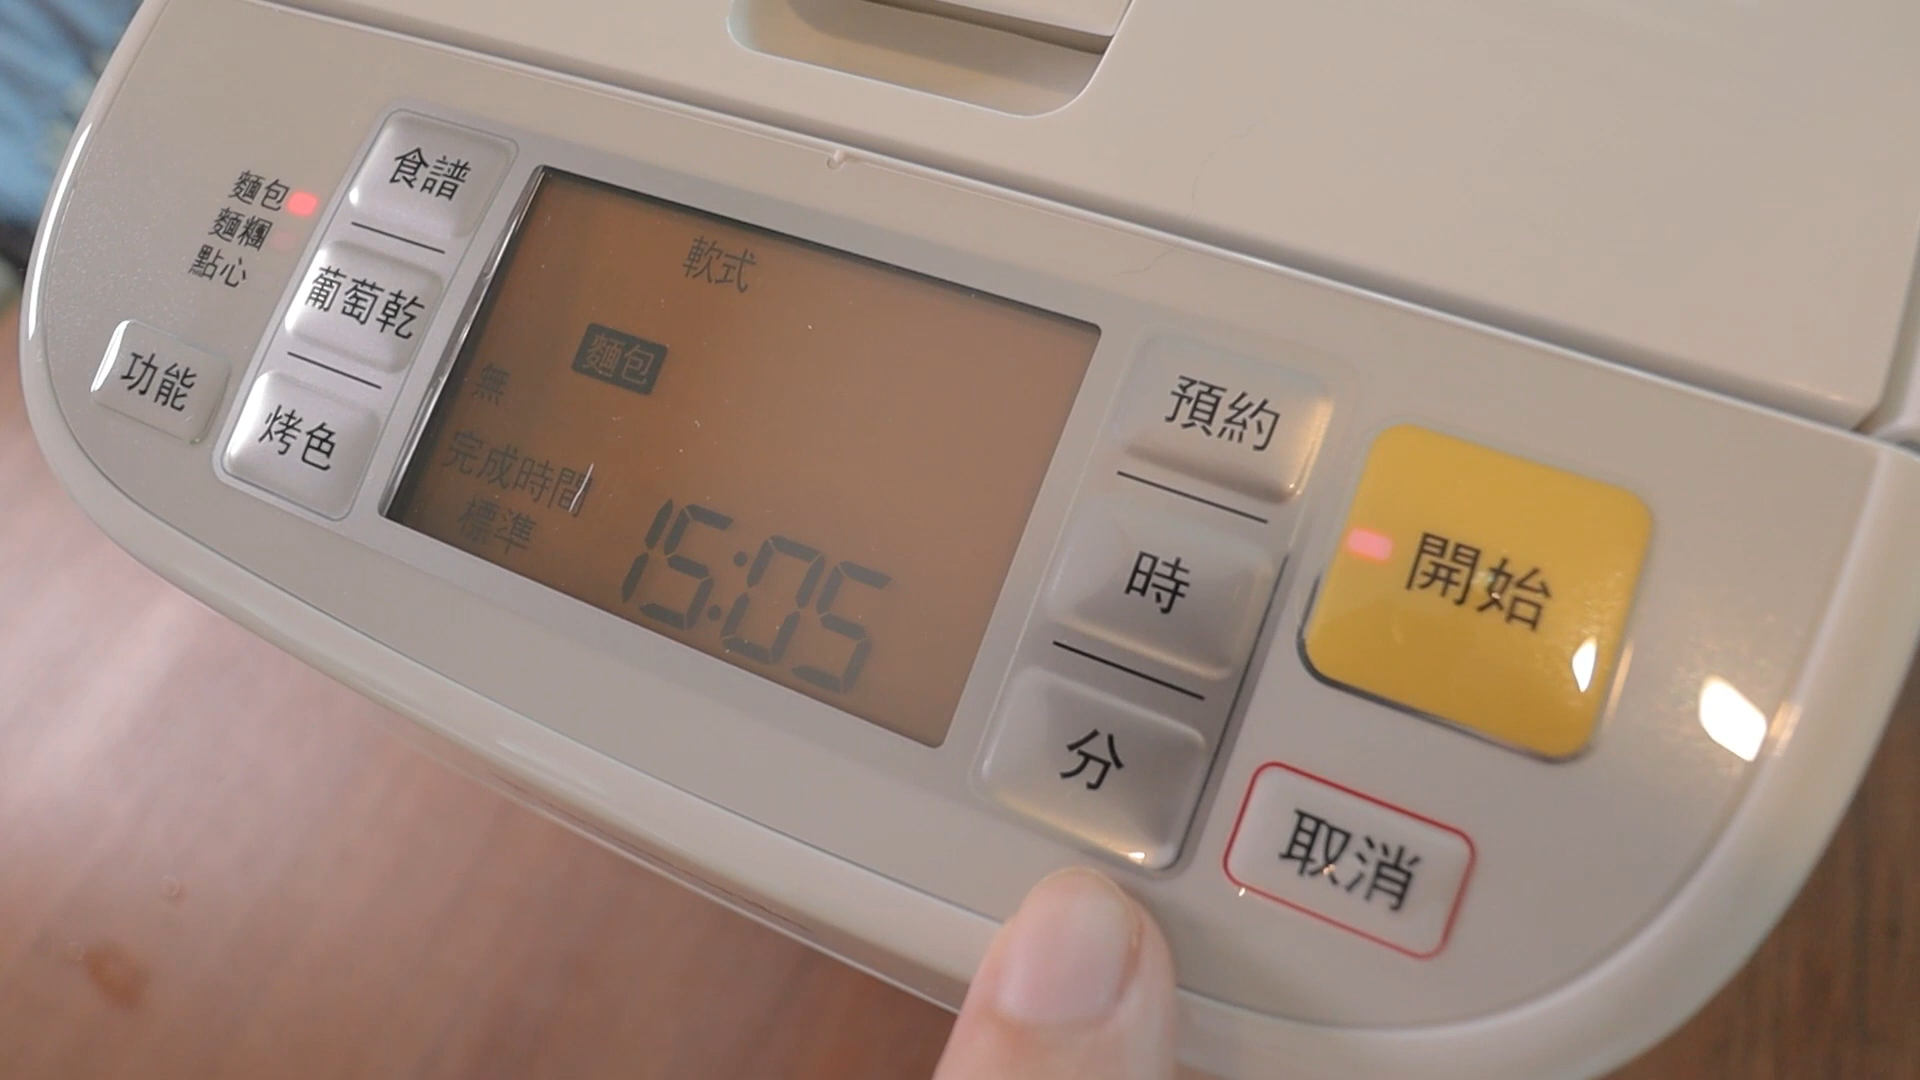 麵包
麵糰
點心
功能
食譜
葡萄乾
烤色
軟式
麵包
無
完成時間
標準
15:05
預約
時
分
開始
取消